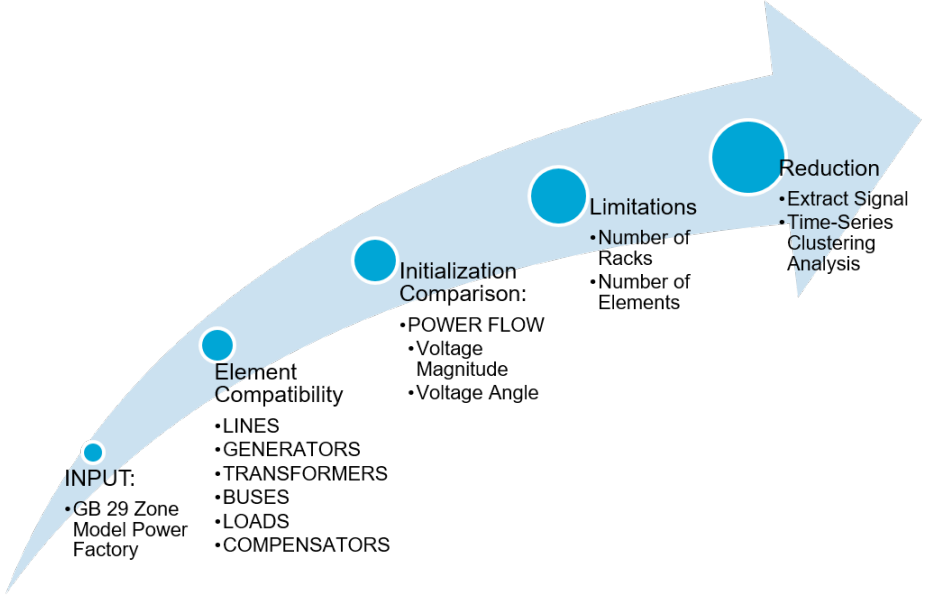 INPUT:
•GB 29 Zone
Model Power
Factory
Element
Compatibility
•LINES
•GENERATORS
•TRANSFORMERS
•BUSES
•LOADS
•COMPENSATORS
Initialization
Comparison:
•POWER FLOW
•Voltage
Magnitude
•Voltage Angle
Limitations
•Number of
Racks
•Number of
Elements
Reduction
•Extract Signal
•Time-Series
Clustering
Analysis